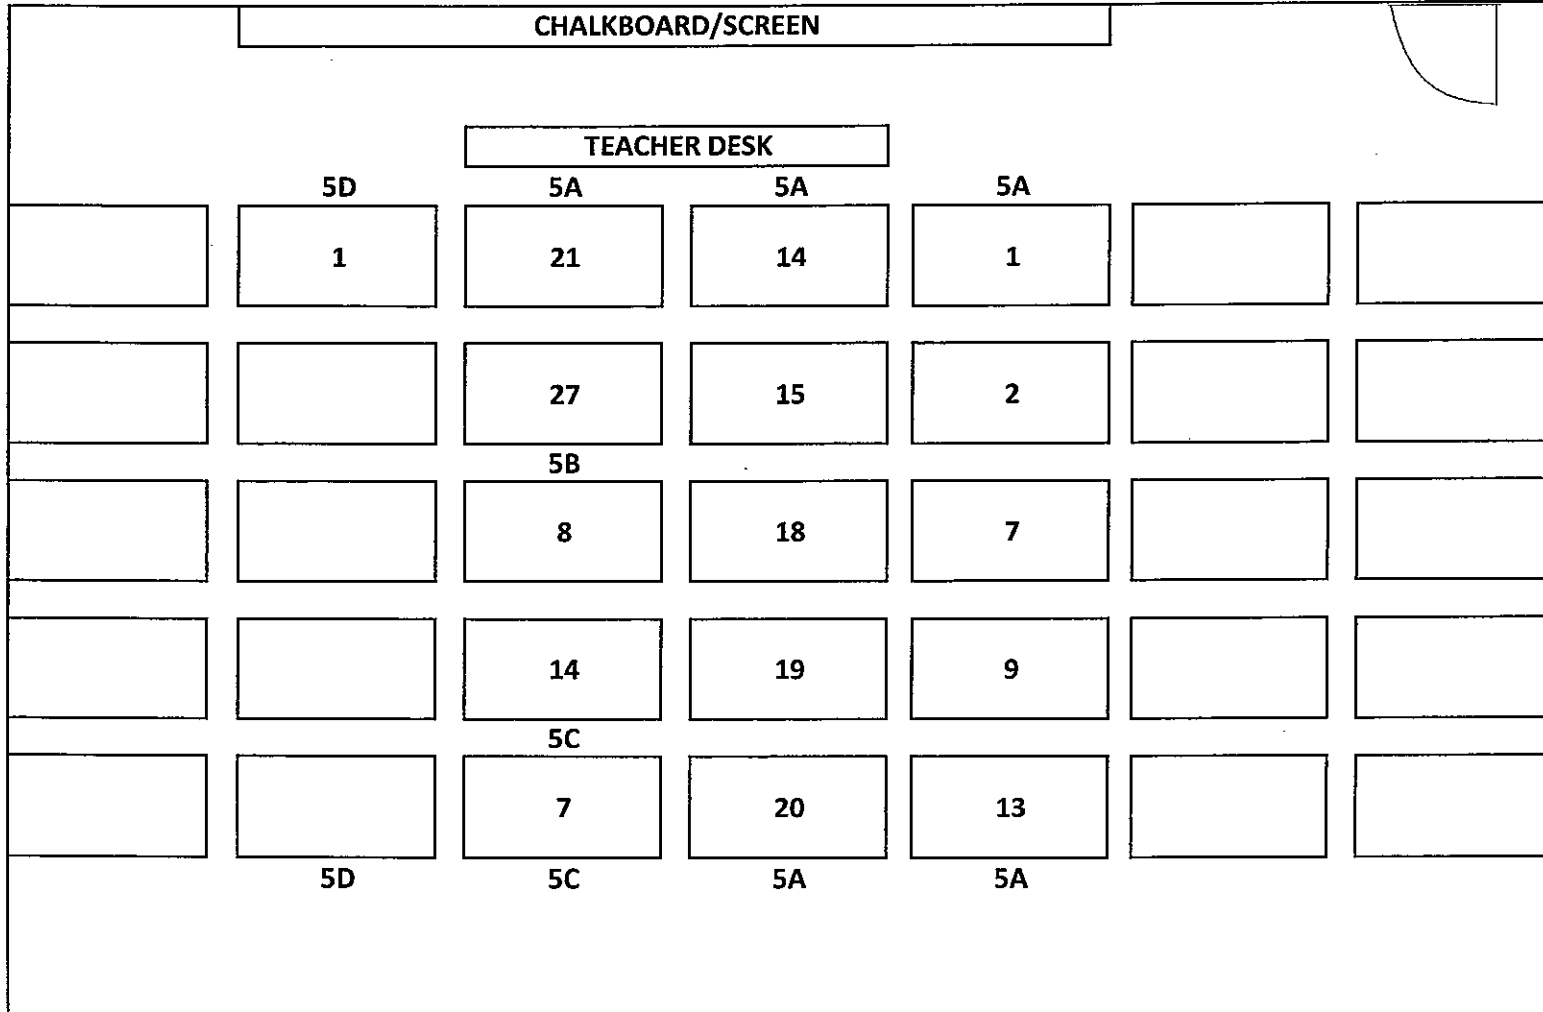 CHALKBOARD/SCREEN
TEACHER DESK
5D 5A 5A 5A
1 21 14 1
27 15 2
5B
8 18 7
14 19 9
5C
7 20 13
5D 5C 5A 5A